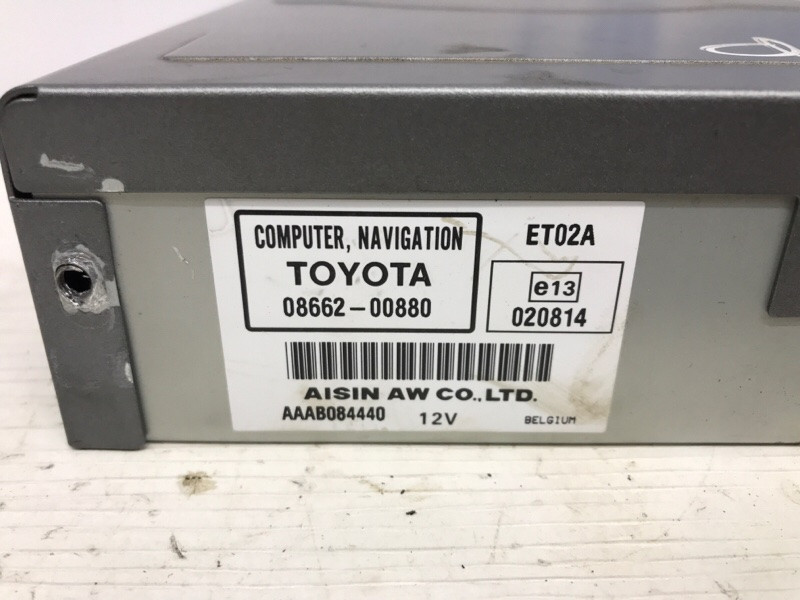 COMPUTER, NAVIGATION
TOYOTA
08662-00880
ET02A
e13
020814
AISIN AW CO., LTD.
AAAB084440
12V
BELGIUM